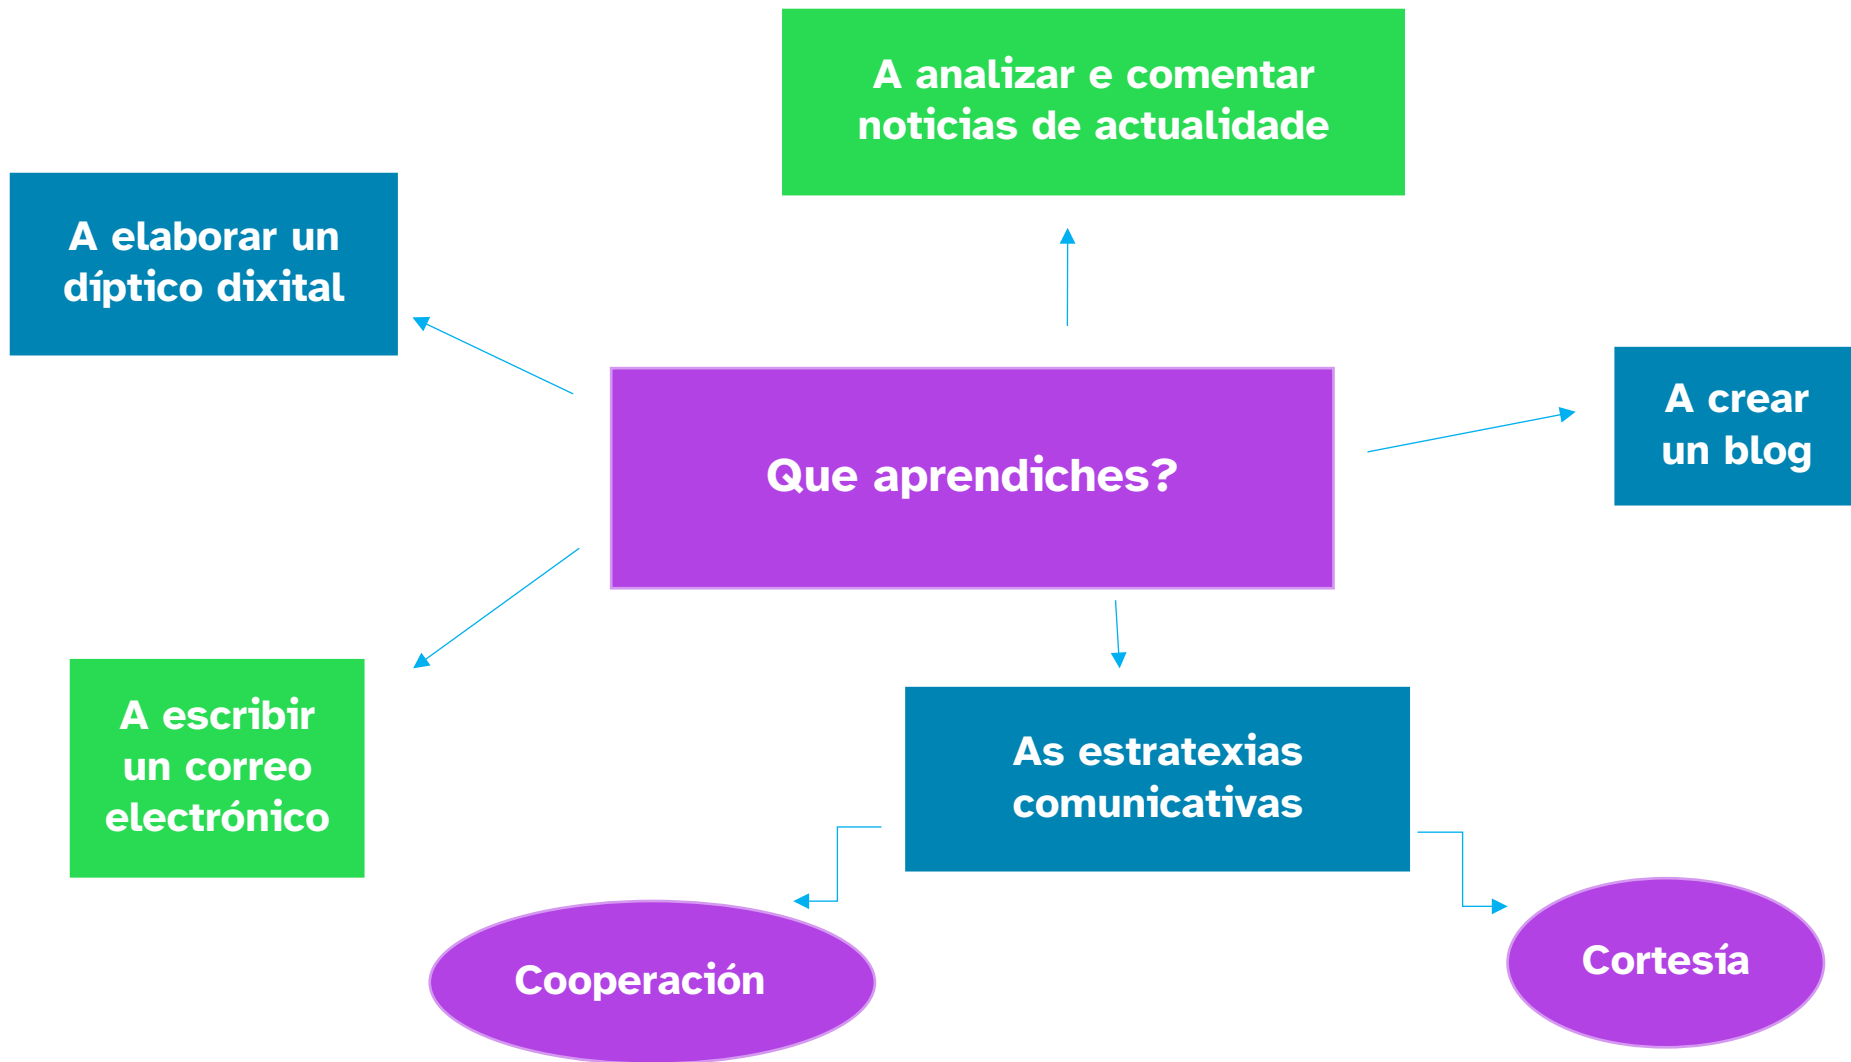 A analizar e comentar
noticias de actualidade
A elaborar un
díptico dixital
A crear
un blog
Que aprendiches?
A escribir
un correo
electrónico
As estratexias
comunicativas
Cooperación
Cortesía